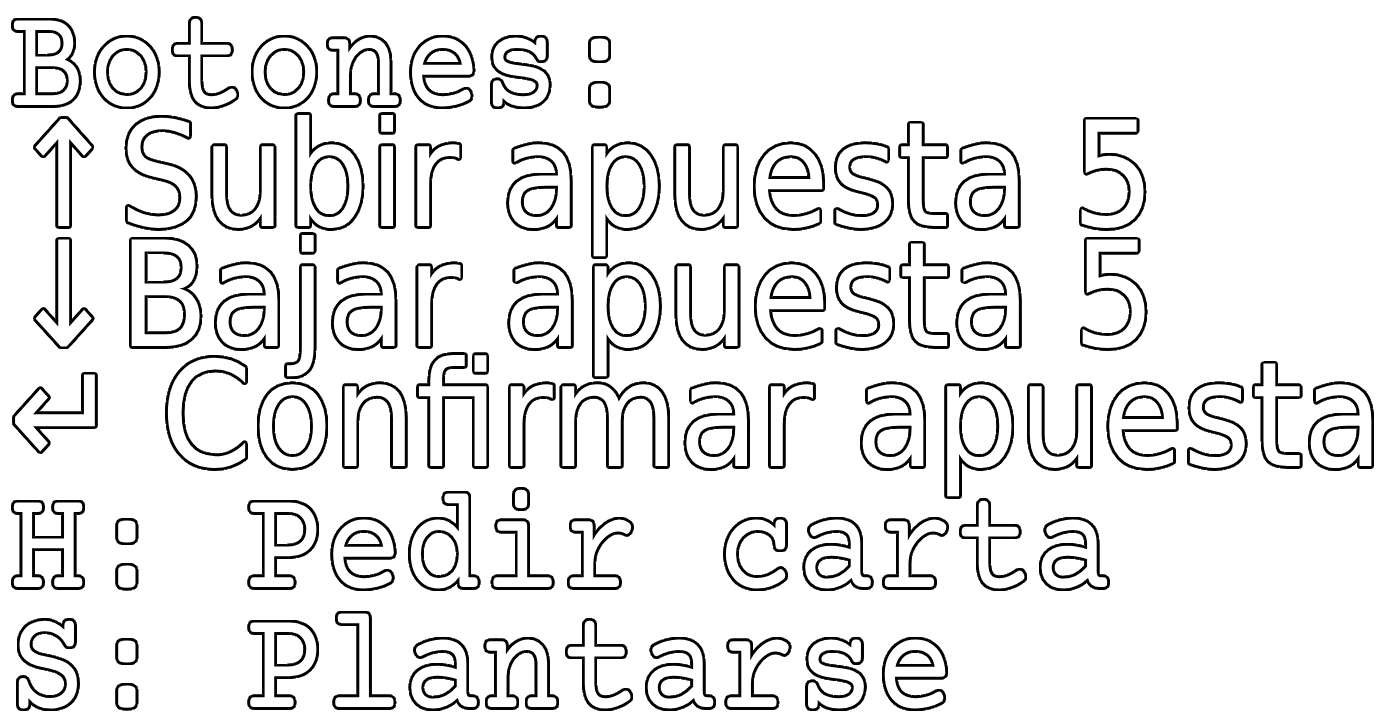 Botones:
↑ Subir apuesta 5
↓ Bajar apuesta 5
↵ Confirmar apuesta
H: Pedir carta
S: Plantarse